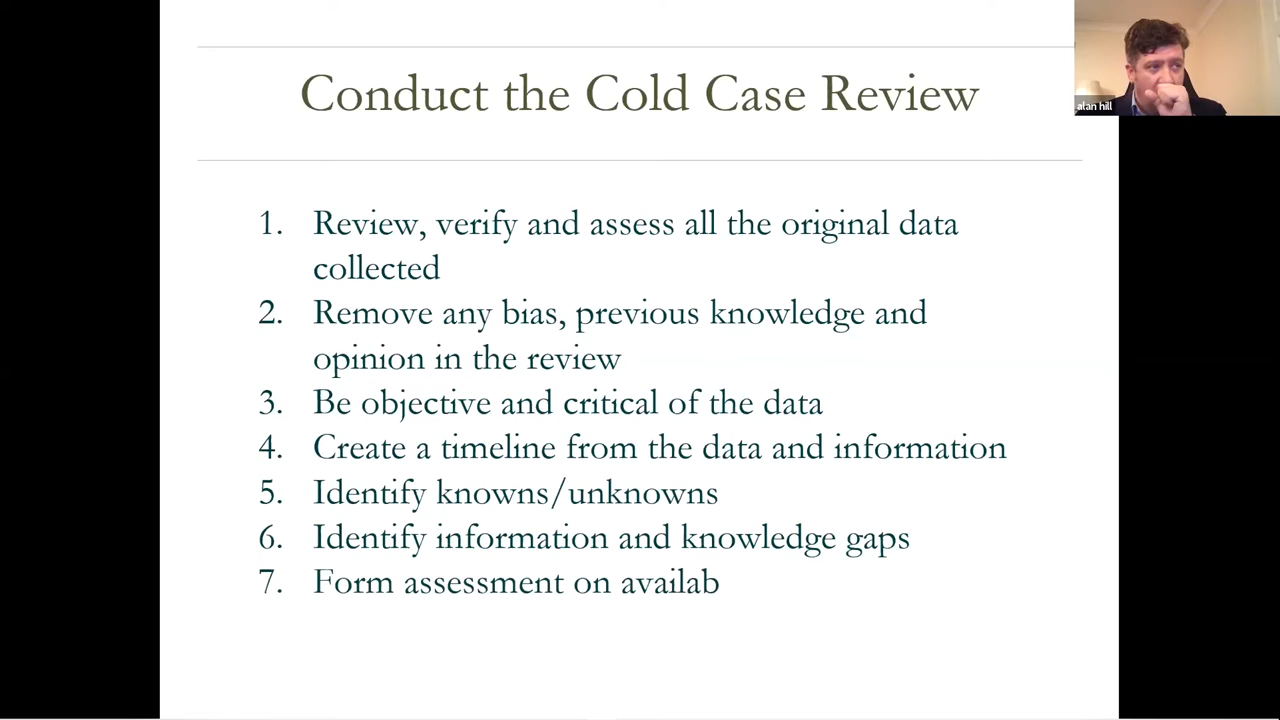 Conduct the Cold Case Review
alan hill
1. Review, verify and assess all the original data
collected
2. Remove any bias, previous knowledge and
opinion in the review
3. Be objective and critical of the data
4. Create a timeline from the data and information
5. Identify knowns/unknowns
6. Identify information and knowledge gaps
7. Form assessment on availab